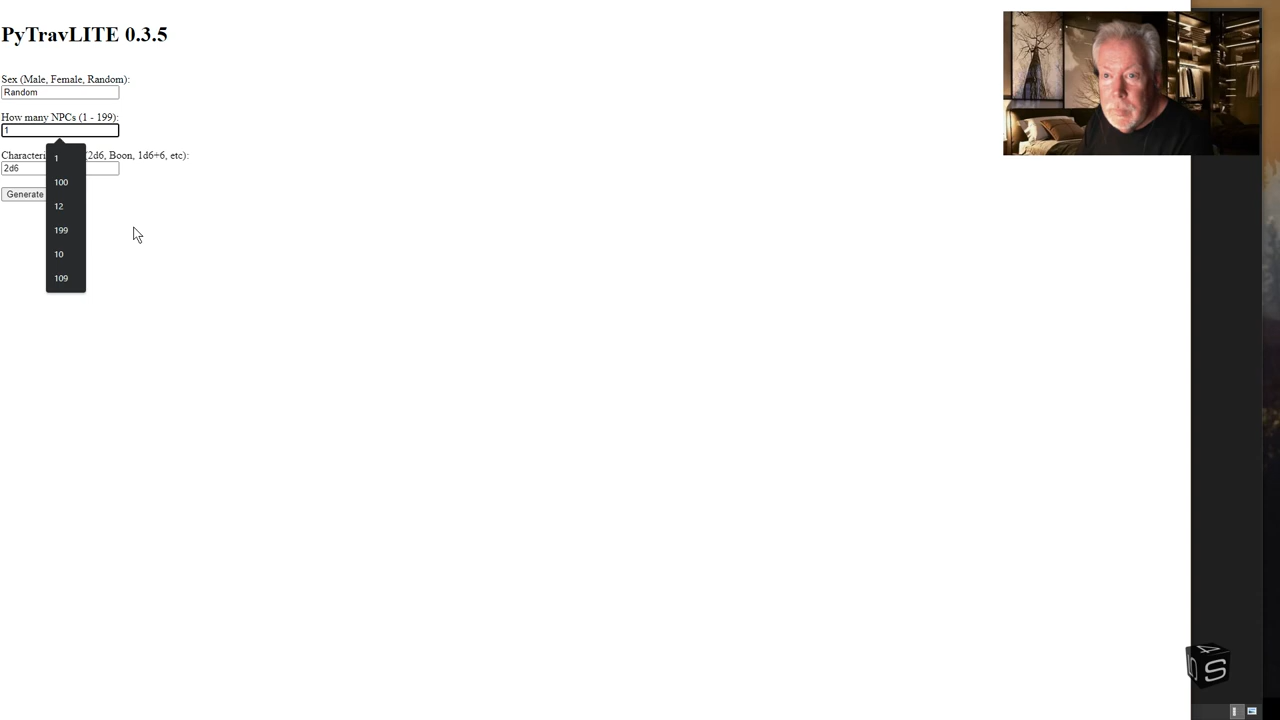 PyTravLITE 0.3.5
Sex (Male, Female, Random):
Random
How many NPCs (1 - 199):
1
1
100
12
199
10
109
2d6, Boon, 1d6+6, etc):
2d6
Generate
4
S